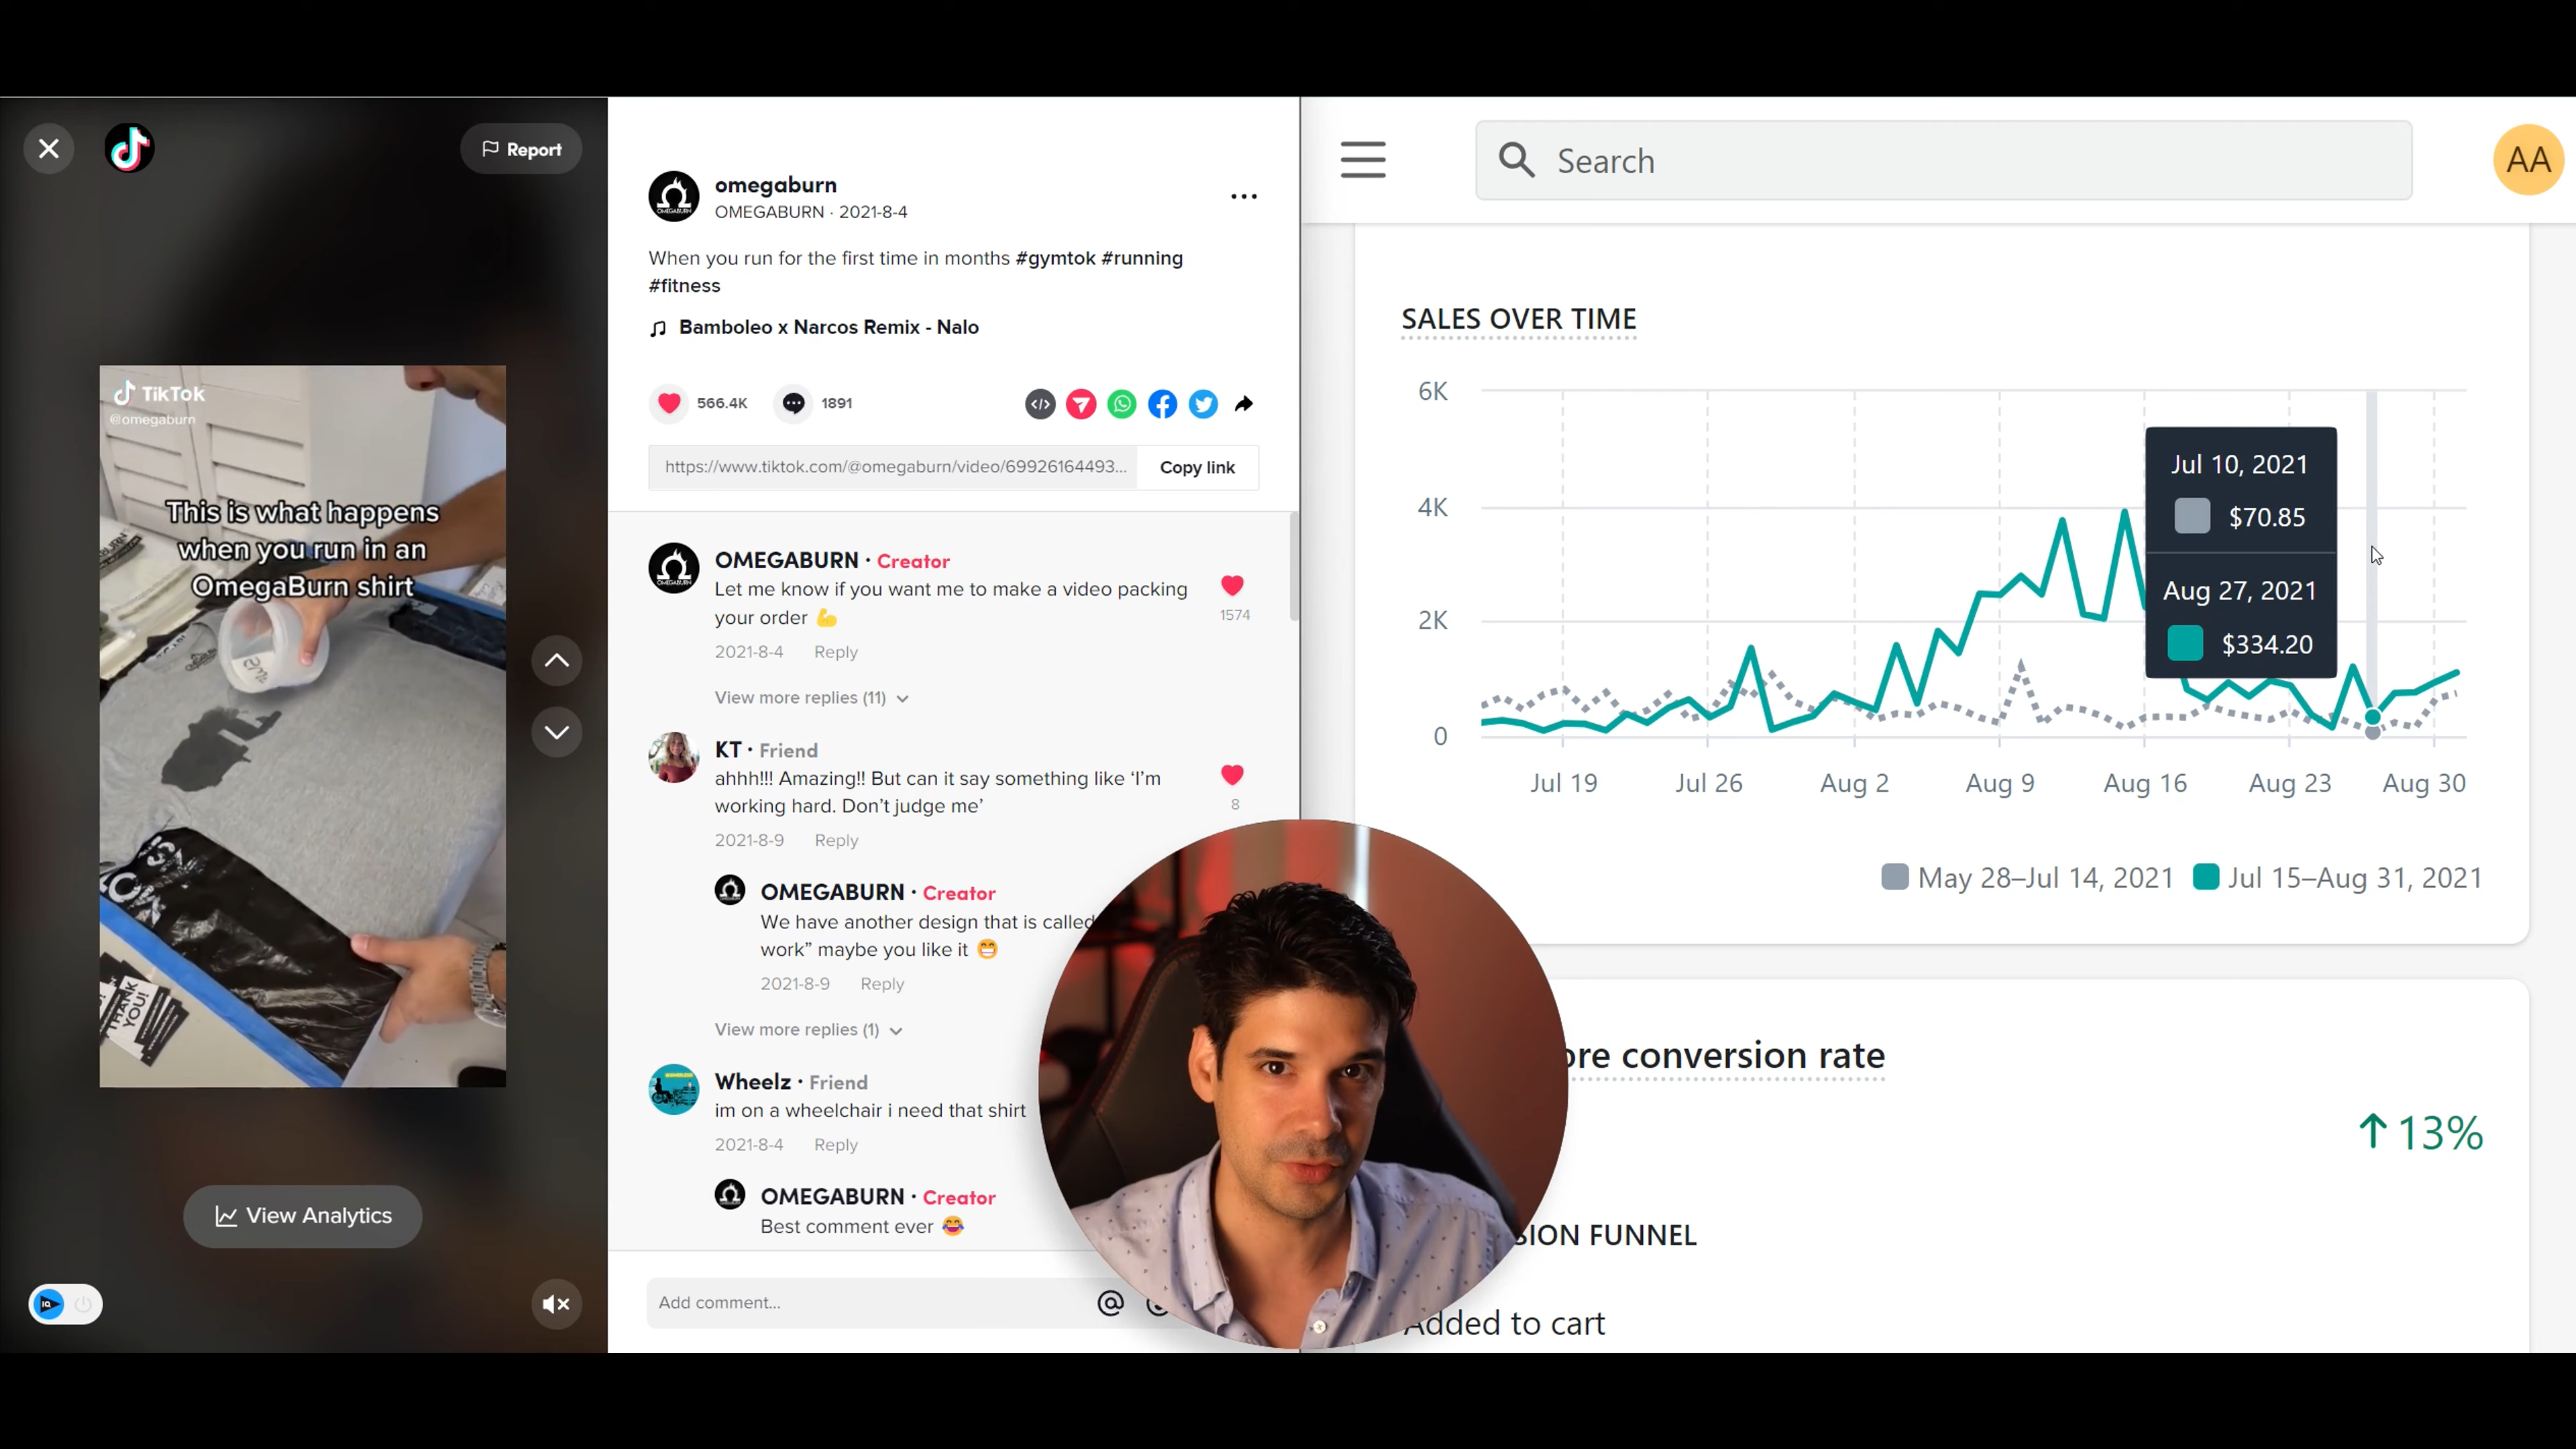 Report
TikTok
@omegaburn
This is what happens
when you run in an
OmegaBurn shirt
THANK
YOU!
View Analytics
omegaburn
OMEGABURN · 2021-8-4
When you run for the first time in months #gymtok #running
#fitness
Bamboleo x Narcos Remix - Nalo
566.4K
1891
https://www.tiktok.com/@omegaburn/video/69926164493...
Copy link
OMEGABURN · Creator
Let me know if you want me to make a video packing
your order 💪
1574
2021-8-4 Reply
View more replies (11)
KT · Friend
ahhh!!! Amazing!! But can it say something like ‘I’m
working hard. Don’t judge me’
8
2021-8-9 Reply
OMEGABURN · Creator
We have another design that is called
work” maybe you like it 😁
2021-8-9 Reply
View more replies (1)
Wheelz · Friend
im on a wheelchair i need that shirt
2021-8-4 Reply
OMEGABURN · Creator
Best comment ever 😂
Add comment...
Search
AA
SALES OVER TIME
6K
4K
2K
0
Jul 10, 2021
$70.85
Aug 27, 2021
$334.20
Jul 19 Jul 26 Aug 2 Aug 9 Aug 16 Aug 23 Aug 30
May 28–Jul 14, 2021 Jul 15–Aug 31, 2021
ore conversion rate
↑13%
SION FUNNEL
Added to cart